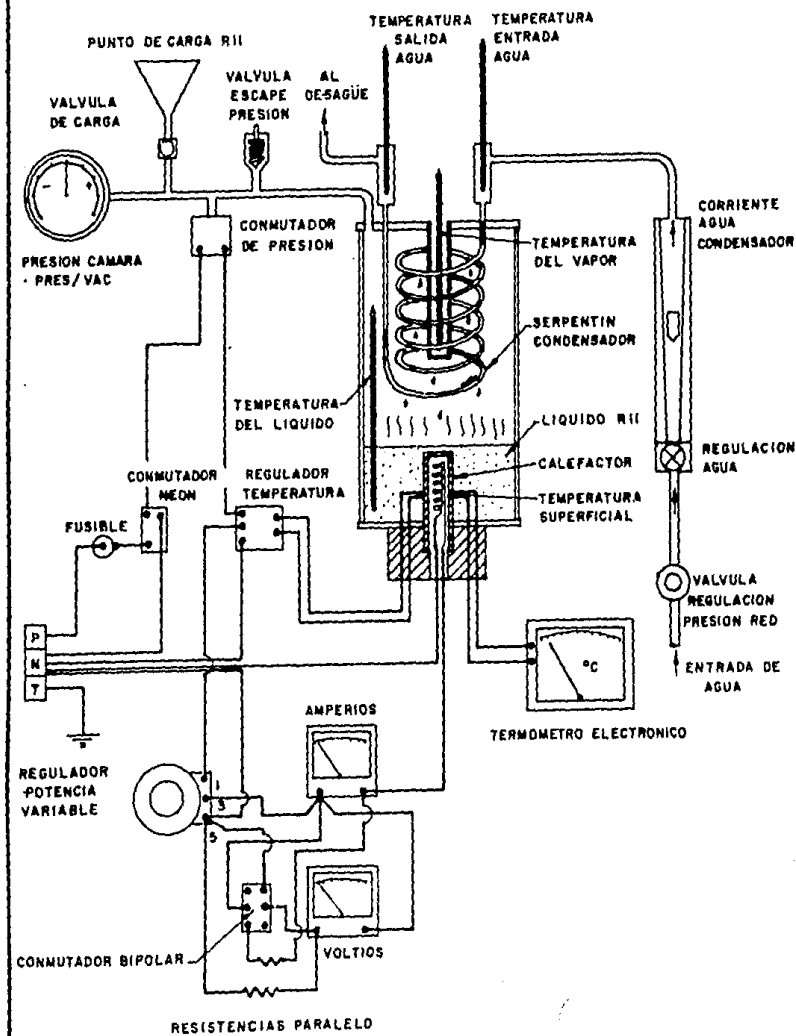 TEMPERATURA
SALIDA
AGUA
TEMPERATURA
ENTRADA
AGUA
PUNTO DE CARGA R11
VALVULA
DE CARGA
VALVULA
ESCAPE
PRESION
AL
DESAGÜE
- +
PRESION CAMARA
PRES/VAC
CONMUTADOR
DE PRESION
TEMPERATURA
DEL VAPOR
CORRIENTE
AGUA
CONDENSADOR
SERPENTIN
CONDENSADOR
TEMPERATURA
DEL LIQUIDO
LIQUIDO R11
CALEFACTOR
TEMPERATURA
SUPERFICIAL
REGULACION
AGUA
CONMUTADOR
NEON
REGULADOR
TEMPERATURA
FUSIBLE
VALVULA
REGULACION
PRESION RED
P
N
T
°C
ENTRADA DE
AGUA
TERMOMETRO ELECTRONICO
AMPERIOS
REGULADOR
POTENCIA
VARIABLE
1
3
5
CONMUTADOR BIPOLAR
VOLTIOS
RESISTENCIAS PARALELO